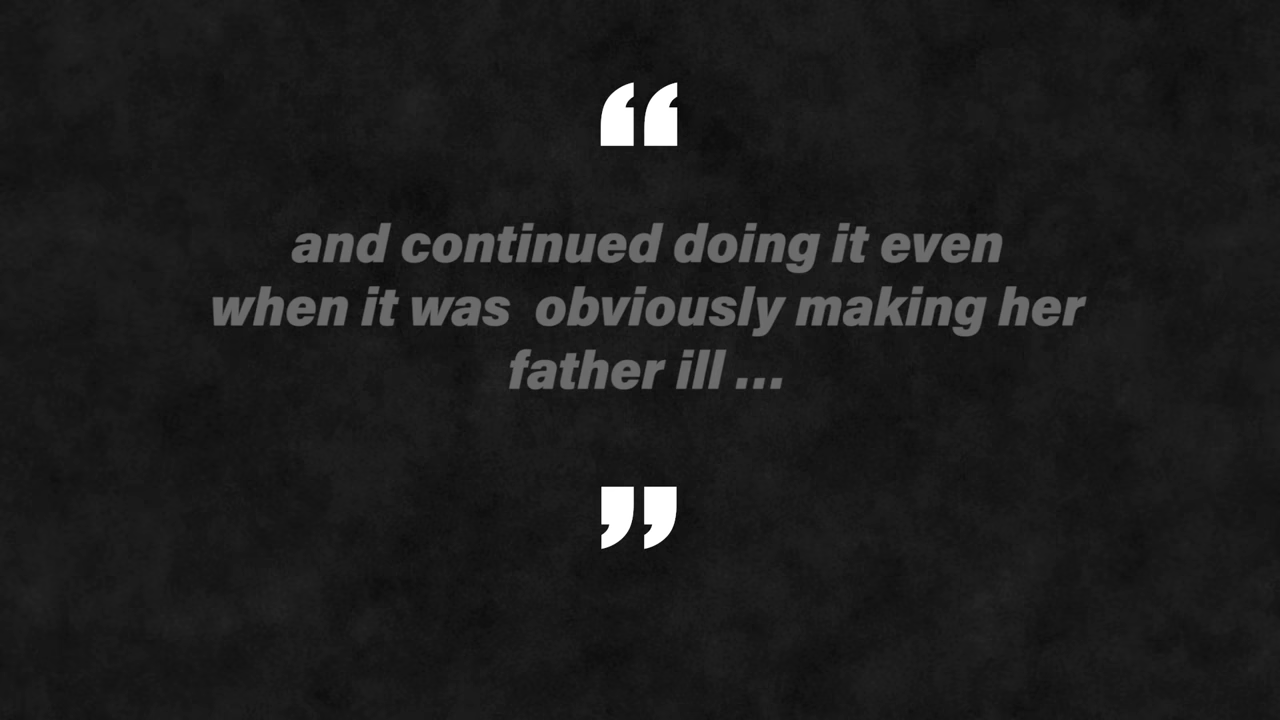 “
and continued doing it even
when it was  obviously making her
father ill ...
”